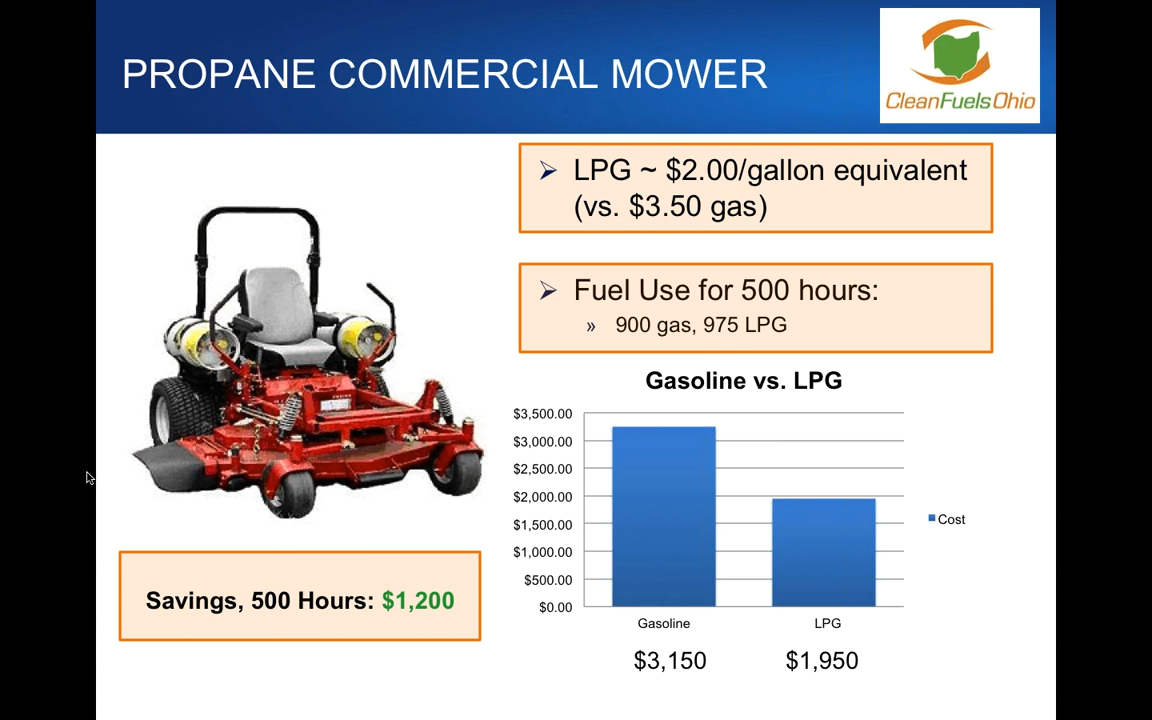 PROPANE COMMERCIAL MOWER
CleanFuelsOhio
LPG ~ $2.00/gallon equivalent
(vs. $3.50 gas)
Fuel Use for 500 hours:
» 900 gas, 975 LPG
Gasoline vs. LPG
$3,500.00
$3,000.00
$2,500.00
$2,000.00
$1,500.00
$1,000.00
$500.00
$0.00
Gasoline LPG
Cost
$3,150 $1,950
Savings, 500 Hours: $1,200